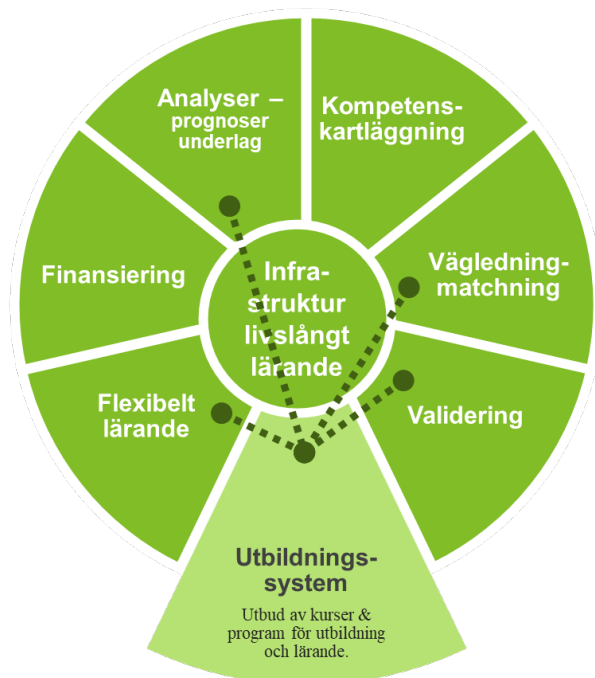 Analyser –
prognoser
underlag
Kompetens-
kartläggning
Finansiering
Infra-
struktur
livslångt
lärande
Vägledning-
matchning
Flexibelt
lärande
Validering
Utbildnings-
system
Utbud av kurser &
program för utbildning
och lärande.